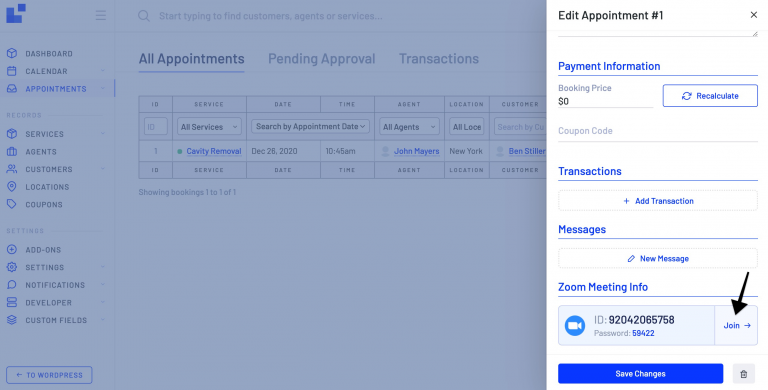 Start typing to find customers, agents or services...
DASHBOARD
CALENDAR
APPOINTMENTS
RECORDS
SERVICES
AGENTS
CUSTOMERS
LOCATIONS
COUPONS
SETTINGS
ADD-ONS
SETTINGS
NOTIFICATIONS
DEVELOPER
CUSTOM FIELDS
← TO WORDPRESS
All Appointments Pending Approval Transactions
ID SERVICE DATE TIME AGENT LOCATION CUSTOMER
ID All Services Search by Appointment Date All Agents All Loca Search by Cu
1 Cavity Removal Dec 26, 2020 10:45am John Mayers New York Ben Stiller
ID SERVICE DATE TIME AGENT LOCATION CUSTOMER
Showing bookings 1 to 1 of 1
Edit Appointment #1
Payment Information
Booking Price
$0
Recalculate
Coupon Code
Transactions
+ Add Transaction
Messages
New Message
Zoom Meeting Info
ID: 92042065758
Password: 59422
Join →
Save Changes